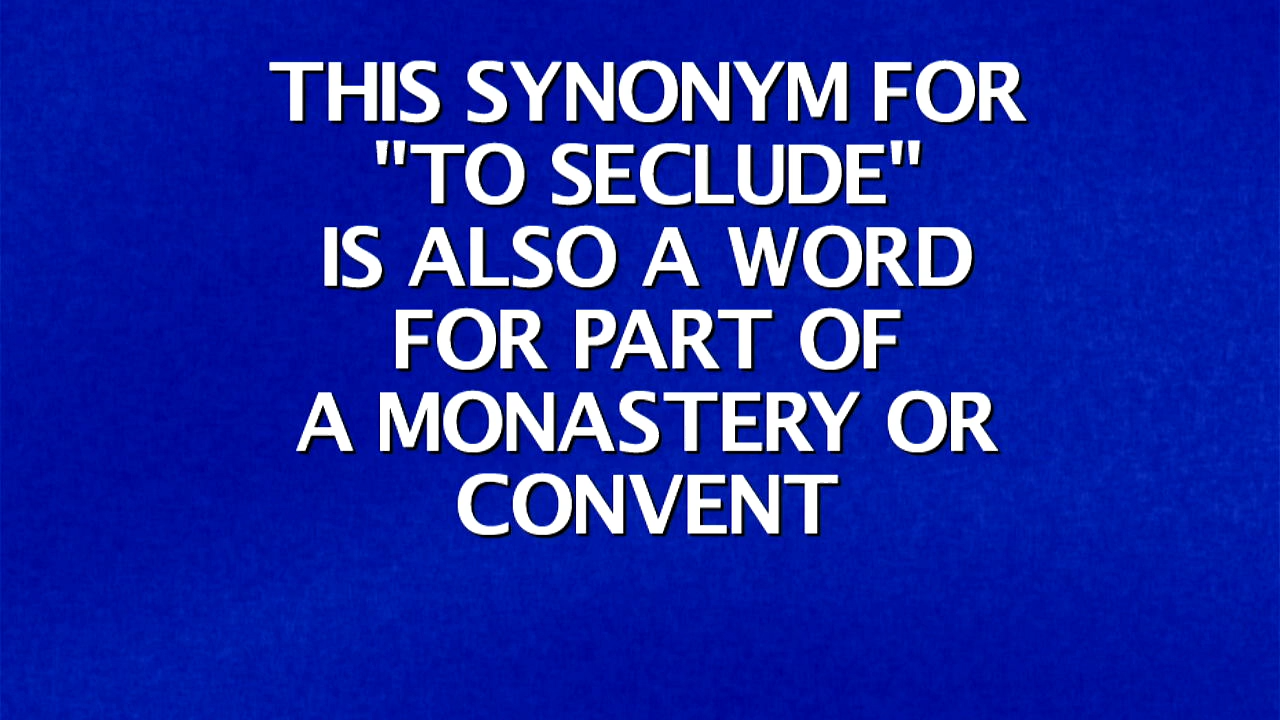 THIS SYNONYM FOR
"TO SECLUDE"
IS ALSO A WORD
FOR PART OF
A MONASTERY OR
CONVENT